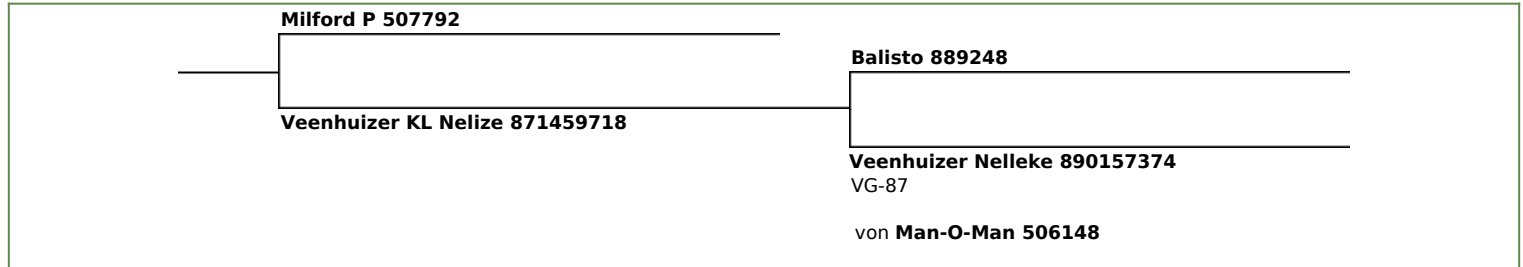 Milford P 507792
Balisto 889248
Veenhuizer KL Nelize 871459718
Veenhuizer Nelleke 890157374
VG-87
von Man-O-Man 506148